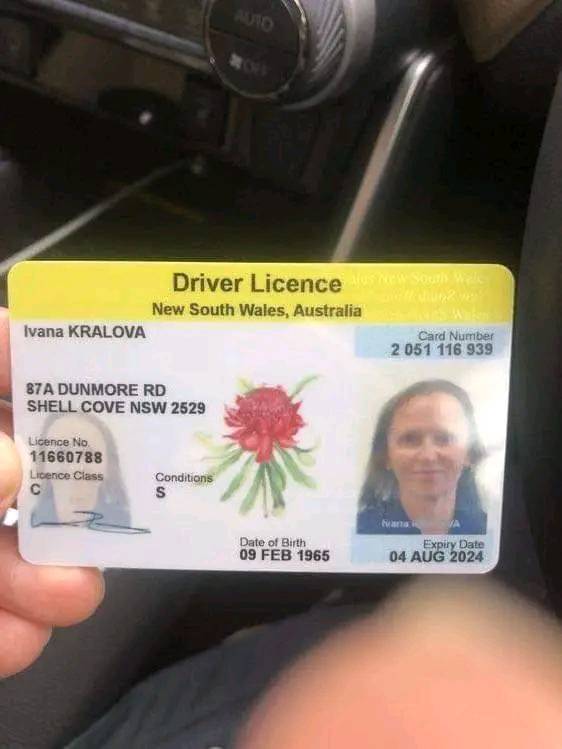 AUTO
Driver Licence
New South Wales, Australia
Ivana KRALOVA
Card Number
2 051 116 939
87A DUNMORE RD
SHELL COVE NSW 2529
Licence No.
11660788
Licence Class
C
Conditions
S
Date of Birth
09 FEB 1965
Expiry Date
04 AUG 2024